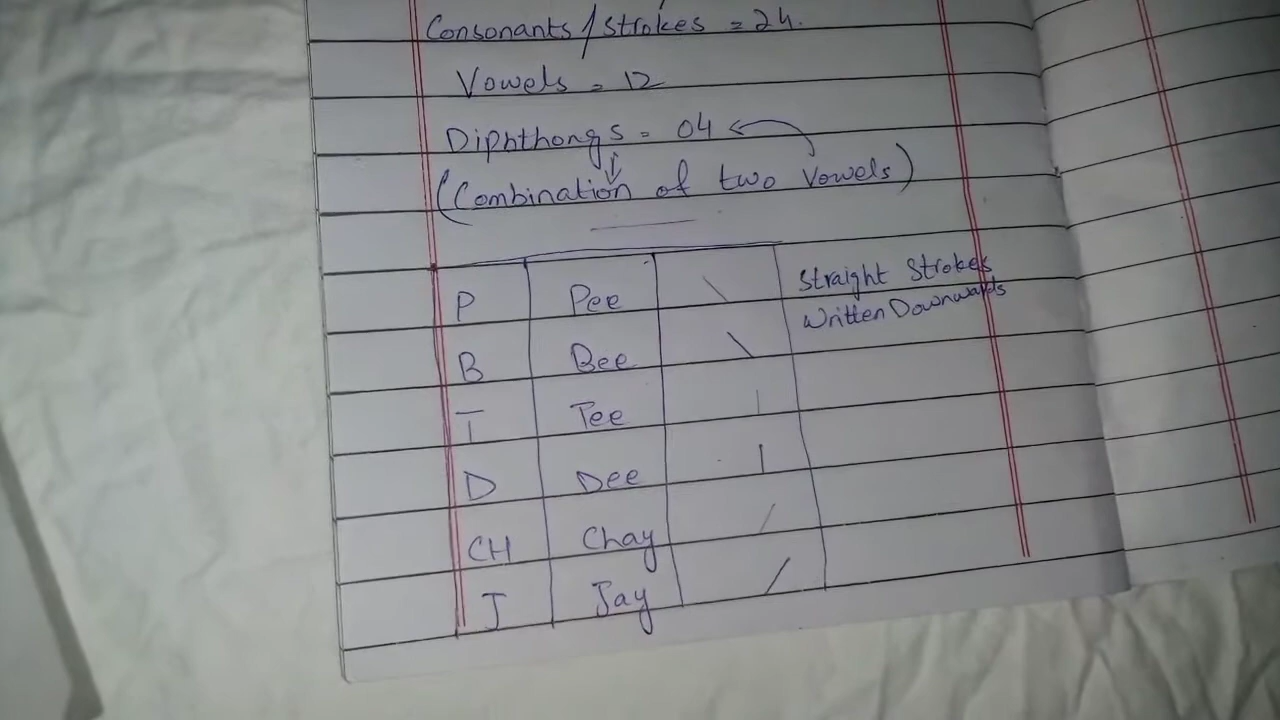 Consonants/strokes = 24.
Vowels = 12
Diphthongs = 04
(Combination of two Vowels)
P Pee \ Straight Strokes
Written Downwards
B Bee \
T Tee |
D Dee |
CH Chay /
J Jay /